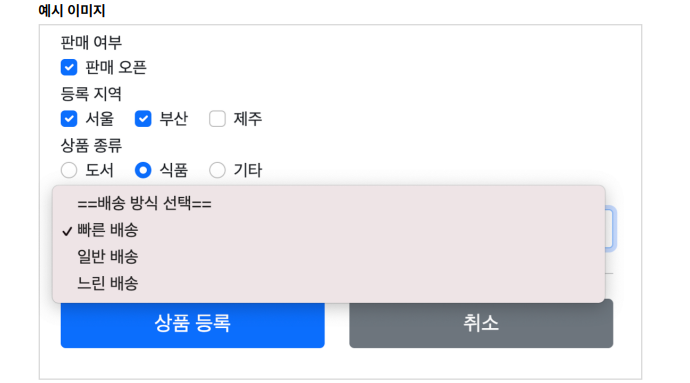 예시 이미지
판매 여부
판매 오픈
등록 지역
서울 부산 제주
상품 종류
도서 식품 기타
==배송 방식 선택==
빠른 배송
일반 배송
느린 배송
상품 등록 취소